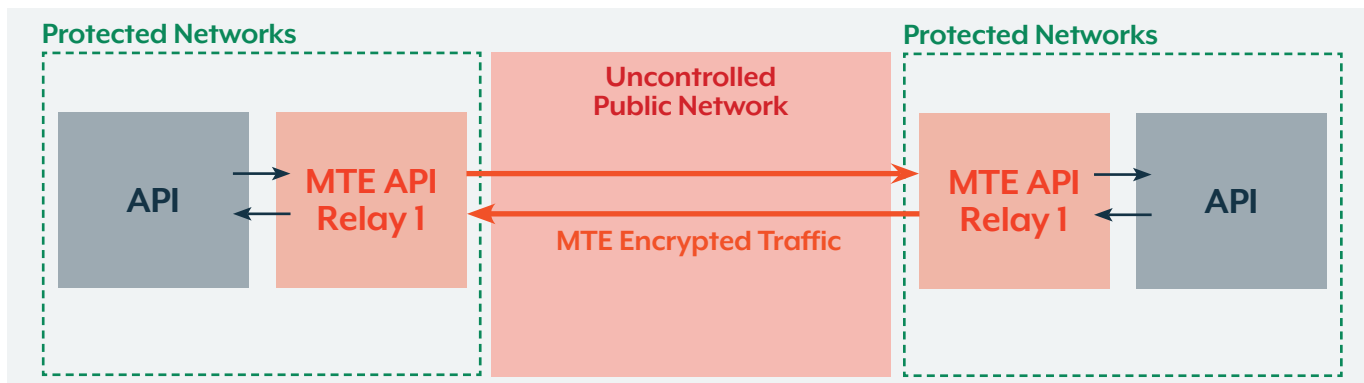 Protected Networks
API
MTE API
Relay 1
Uncontrolled
Public Network
MTE Encrypted Traffic
Protected Networks
MTE API
Relay 1
API